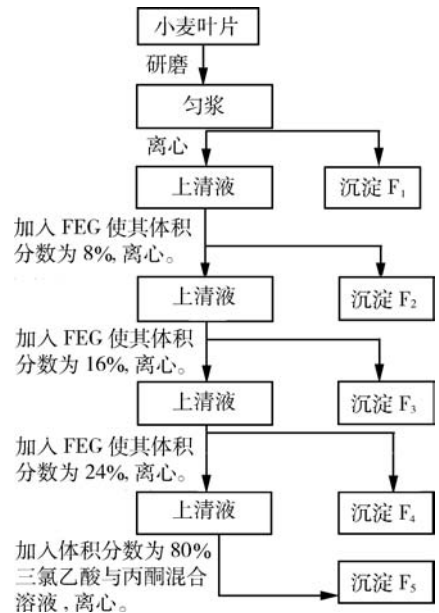 小麦叶片
研磨
匀浆
离心
上清液
沉淀 F₁
加入 FEG 使其体积
分数为 8%, 离心。
上清液
沉淀 F₂
加入 FEG 使其体积
分数为 16%, 离心。
上清液
沉淀 F₃
加入 FEG 使其体积
分数为 24%, 离心。
上清液
沉淀 F₄
加入体积分数为 80%
三氯乙酸与丙酮混合
溶液 , 离心。
沉淀 F₅